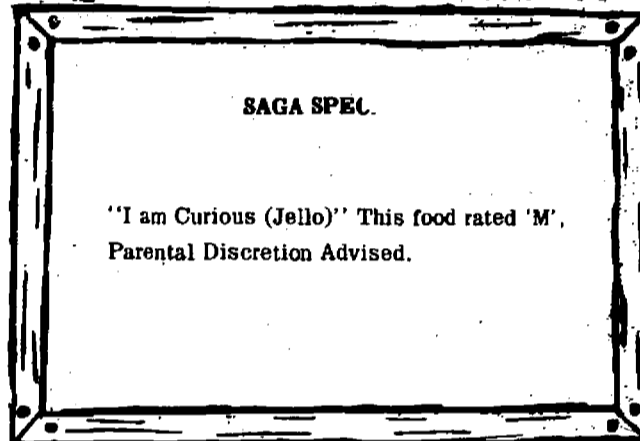 SAGA SPEC.
"I am Curious (Jello)" This food rated 'M',
Parental Discretion Advised.